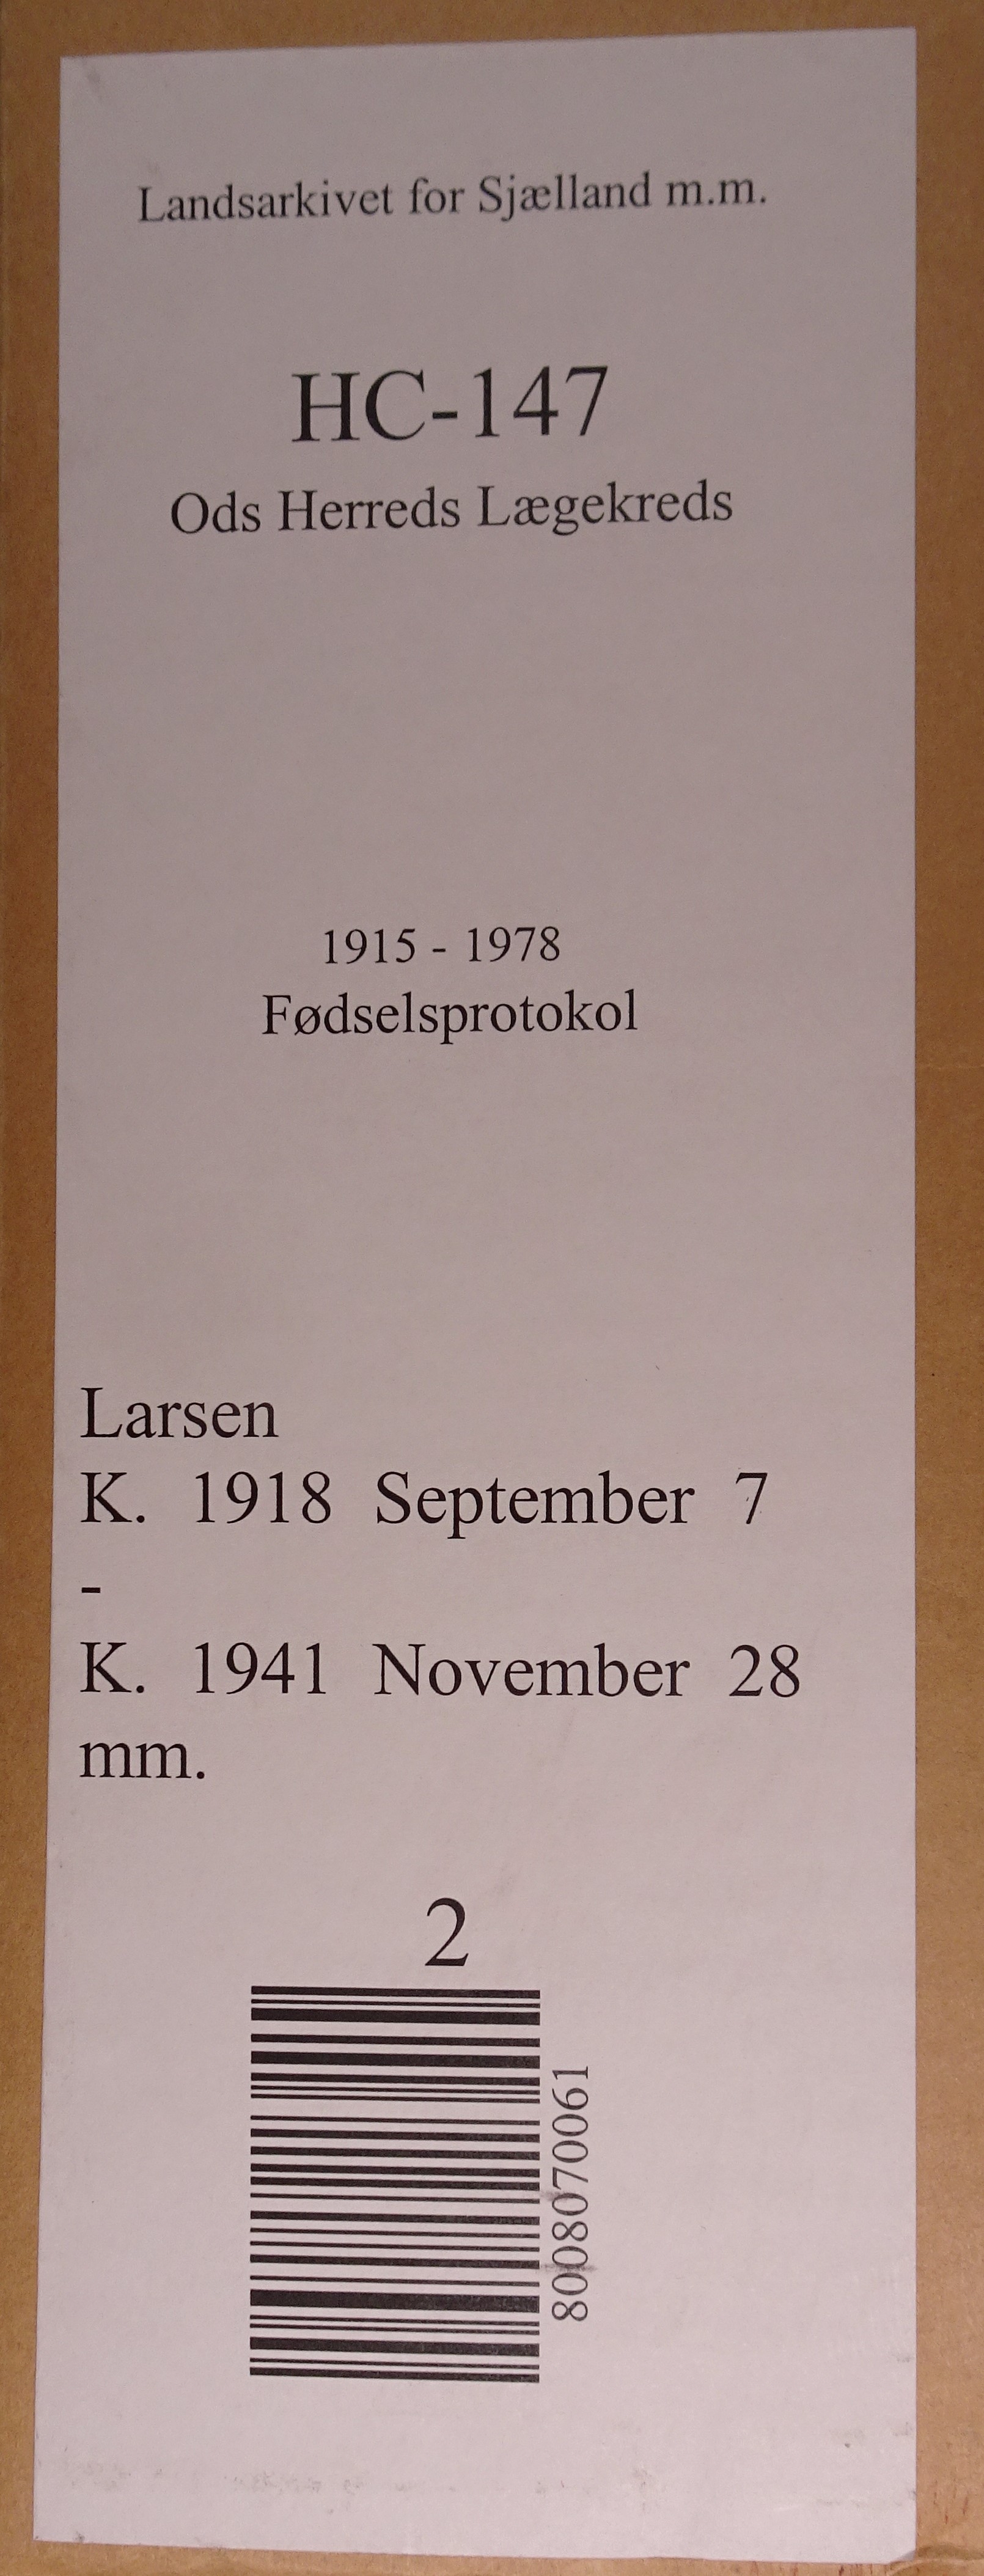 Landsarkivet for Sjælland m.m.
HC-147
Ods Herreds Lægekreds
1915 - 1978
Fødselsprotokol
Larsen
K. 1918 September 7
-
K. 1941 November 28
mm.
2
8008070061